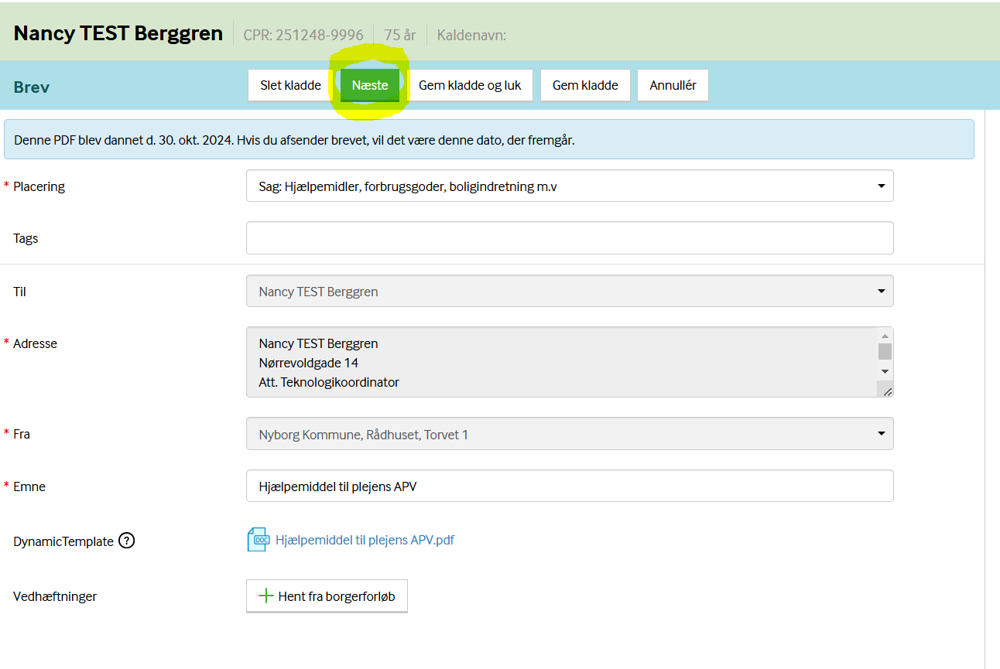 Nancy TEST Berggren CPR: 251248-9996 75 år Kaldenavn:
Brev Slet kladde Næste Gem kladde og luk Gem kladde Annullér
Denne PDF blev dannet d. 30. okt. 2024. Hvis du afsender brevet, vil det være denne dato, der fremgår.
* Placering Sag: Hjælpemidler, forbrugsgoder, boligindretning m.v
Tags
Til Nancy TEST Berggren
* Adresse Nancy TEST Berggren
Nørrevoldgade 14
Att. Teknologikoordinator
* Fra Nyborg Kommune, Rådhuset, Torvet 1
* Emne Hjælpemiddel til plejens APV
DynamicTemplate ? DOC Hjælpemiddel til plejens APV.pdf
Vedhæftninger Hent fra borgerforløb